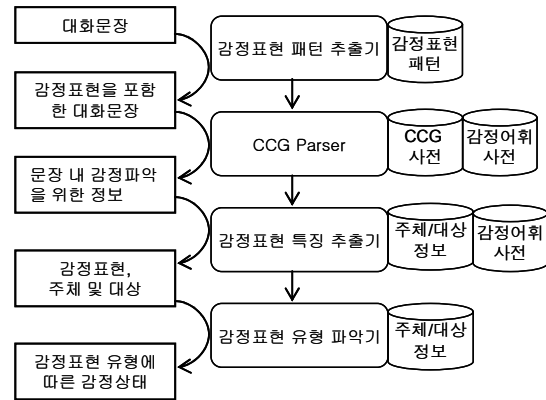 대화문장
감정표현 패턴 추출기
감정표현
패턴
감정표현을 포함
한 대화문장
CCG Parser
CCG
사전
감정어휘
사전
문장 내 감정파악
을 위한 정보
감정표현 특징 추출기
주체/대상
정보
감정어휘
사전
감정표현,
주체 및 대상
감정표현 유형 파악기
주체/대상
정보
감정표현 유형에
따른 감정상태